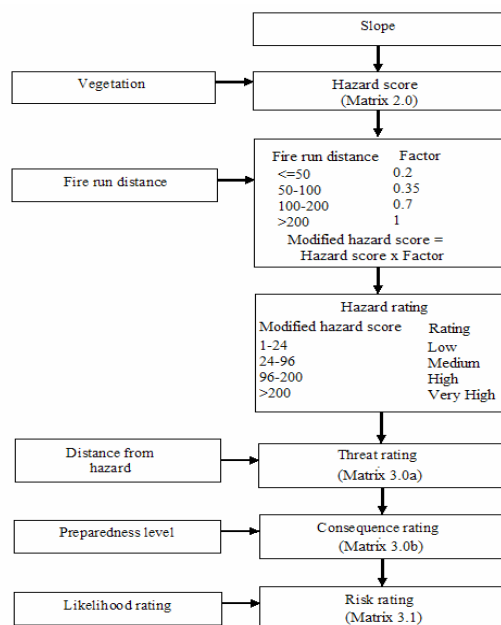 Slope
Vegetation
Hazard score
(Matrix 2.0)
Fire run distance
Fire run distance Factor
<=50 0.2
50-100 0.35
100-200 0.7
>200 1
Modified hazard score =
Hazard score x Factor
Hazard rating
Modified hazard score Rating
1-24 Low
24-96 Medium
96-200 High
>200 Very High
Distance from
hazard
Threat rating
(Matrix 3.0a)
Preparedness level
Consequence rating
(Matrix 3.0b)
Likelihood rating
Risk rating
(Matrix 3.1)